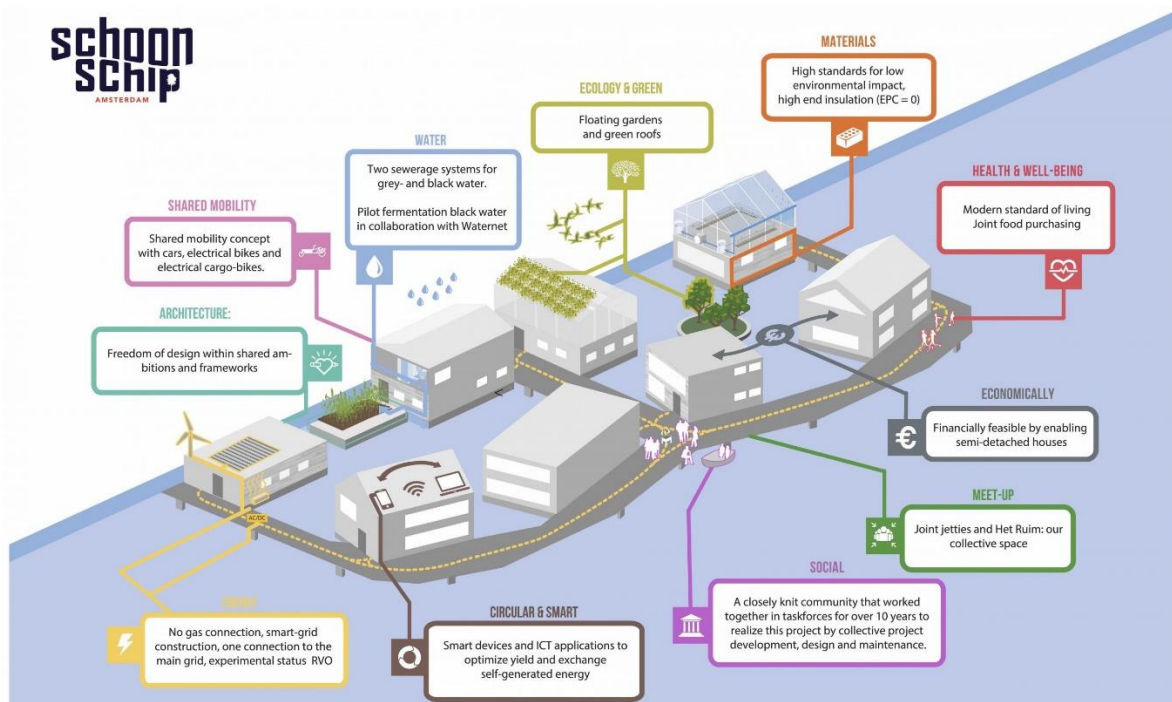 schoon
schip
AMSTERDAM
MATERIALS
High standards for low
environmental impact,
high end insulation (EPC = 0)
ECOLOGY & GREEN
Floating gardens
and green roofs
WATER
Two sewerage systems for
grey- and black water.
Pilot fermentation black water
in collaboration with Waternet
HEALTH & WELL-BEING
Modern standard of living
Joint food purchasing
SHARED MOBILITY
Shared mobility concept
with cars, electrical bikes and
electrical cargo-bikes.
ARCHITECTURE:
Freedom of design within shared am-
bitions and frameworks
ECONOMICALLY
€
Financially feasible by enabling
semi-detached houses
MEET-UP
Joint jetties and Het Ruim: our
collective space
AC/DC
SOCIAL
A closely knit community that worked
together in taskforces for over 10 years to
realize this project by collective project
development, design and maintenance.
ENERGY
No gas connection, smart-grid
construction, one connection to the
main grid, experimental status RVO
CIRCULAR & SMART
Smart devices and ICT applications to
optimize yield and exchange
self-generated energy